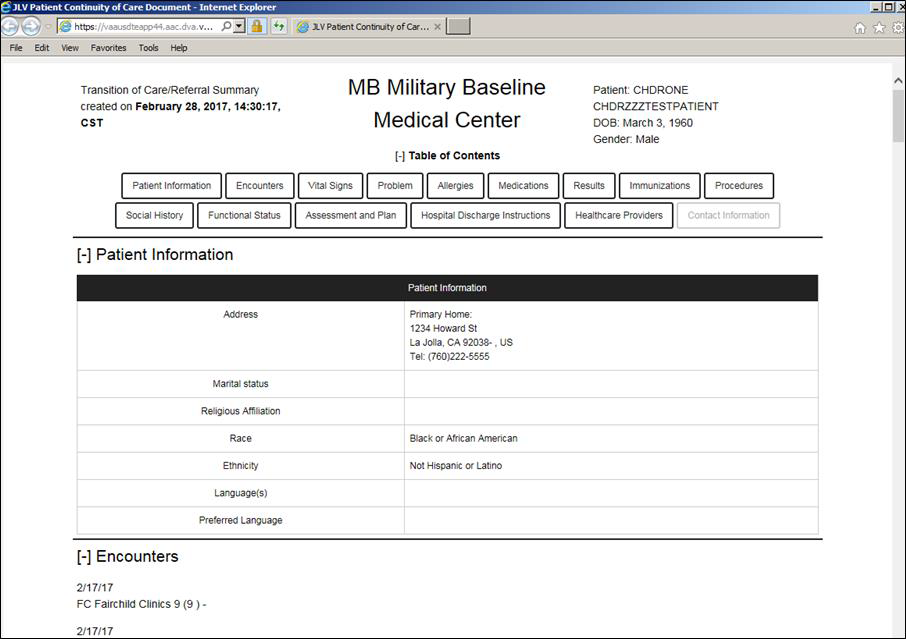 JLV Patient Continuity of Care Document - Internet Explorer
https://vaausdteapp44.aac.dva.v...
JLV Patient Continuity of Car...
File Edit View Favorites Tools Help
Transition of Care/Referral Summary
created on February 28, 2017, 14:30:17,
CST
MB Military Baseline
Medical Center
Patient: CHDRONE
CHDRZZZTESTPATIENT
DOB: March 3, 1960
Gender: Male
[-] Table of Contents
Patient Information Encounters Vital Signs Problem Allergies Medications Results Immunizations Procedures
Social History Functional Status Assessment and Plan Hospital Discharge Instructions Healthcare Providers Contact Information
[-] Patient Information
Patient Information
Address
Primary Home:
1234 Howard St
La Jolla, CA 92038- , US
Tel: (760)222-5555
Marital status
Religious Affiliation
Race Black or African American
Ethnicity Not Hispanic or Latino
Language(s)
Preferred Language
[-] Encounters
2/17/17
FC Fairchild Clinics 9 (9 ) -
2/17/17